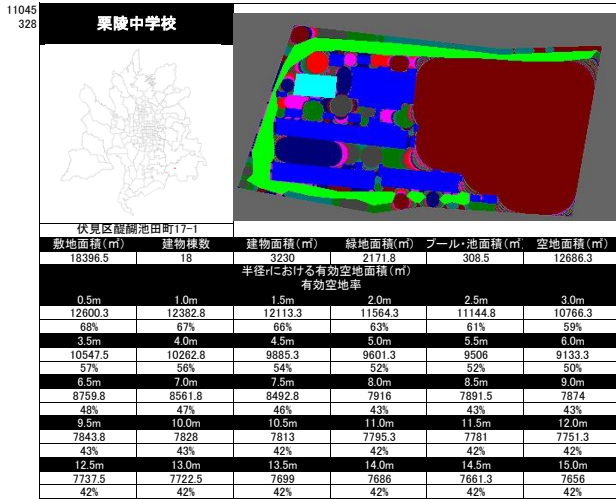 11045
328
栗陵中学校
伏見区醍醐池田町17-1
敷地面積(㎡) 建物棟数 建物面積(㎡) 緑地面積(㎡) プール・池面積(㎡) 空地面積(㎡)
18396.5 18 3230 2171.8 308.5 12686.3
半径rにおける有効空地面積(㎡)
有効空地率
0.5m 1.0m 1.5m 2.0m 2.5m 3.0m
12600.3 12382.8 12113.3 11564.3 11144.8 10766.3
68% 67% 66% 63% 61% 59%
3.5m 4.0m 4.5m 5.0m 5.5m 6.0m
10547.5 10262.8 9885.3 9601.3 9506 9133.3
57% 56% 54% 52% 52% 50%
6.5m 7.0m 7.5m 8.0m 8.5m 9.0m
8759.8 8561.8 8492.8 7916 7891.5 7874
48% 47% 46% 43% 43% 43%
9.5m 10.0m 10.5m 11.0m 11.5m 12.0m
7843.8 7828 7813 7795.3 7781 7751.3
43% 43% 42% 42% 42% 42%
12.5m 13.0m 13.5m 14.0m 14.5m 15.0m
7737.5 7722.5 7699 7686 7661.3 7656
42% 42% 42% 42% 42% 42%